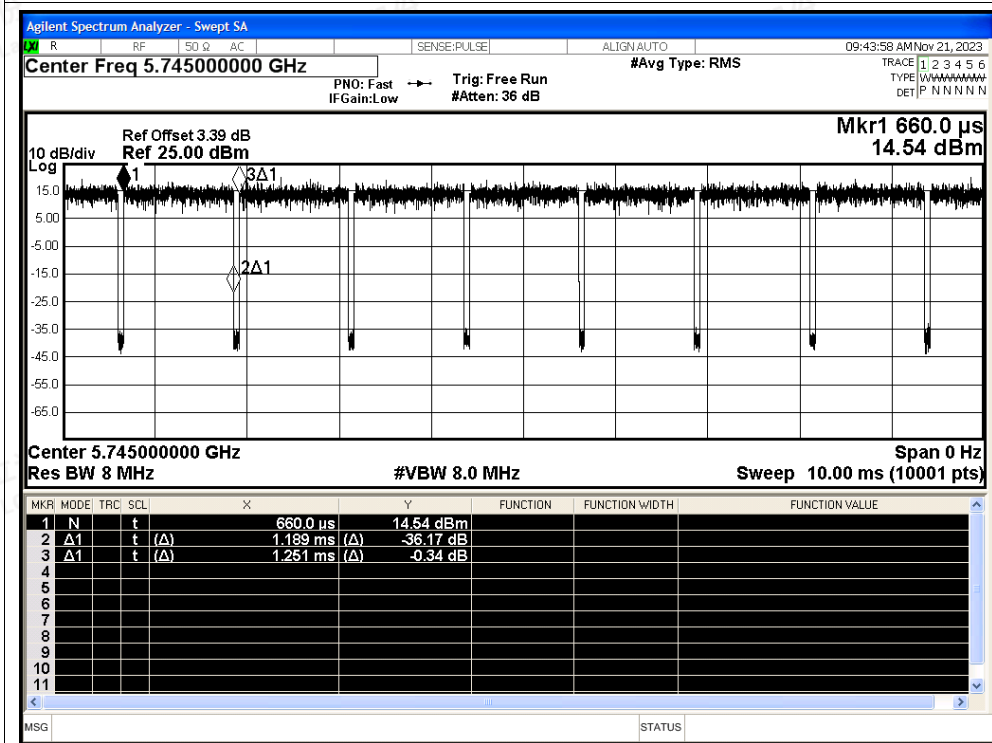 Agilent Spectrum Analyzer - Swept SA
LXI R RF 50 Ω AC SENSE:PULSE ALIGN AUTO 09:43:58 AM Nov 21, 2023
Center Freq 5.745000000 GHz #Avg Type: RMS TRACE 1 2 3 4 5 6
PNO: Fast Trig: Free Run TYPE
IFGain:Low #Atten: 36 dB DET P N N N N N
Mkr1 660.0 µs
14.54 dBm
Ref Offset 3.39 dB
10 dB/div Ref 25.00 dBm
Log
1 3Δ1
15.0
5.00
-5.00
2Δ1
-15.0
-25.0
-35.0
-45.0
-55.0
-65.0
Center 5.745000000 GHz Span 0 Hz
Res BW 8 MHz #VBW 8.0 MHz Sweep 10.00 ms (10001 pts)
MKR MODE TRC SCL X Y FUNCTION FUNCTION WIDTH FUNCTION VALUE
1 N t 660.0 µs 14.54 dBm
2 Δ1 t (Δ) 1.189 ms (Δ) -36.17 dB
3 Δ1 t (Δ) 1.251 ms (Δ) -0.34 dB
4
5
6
7
8
9
10
11
MSG STATUS